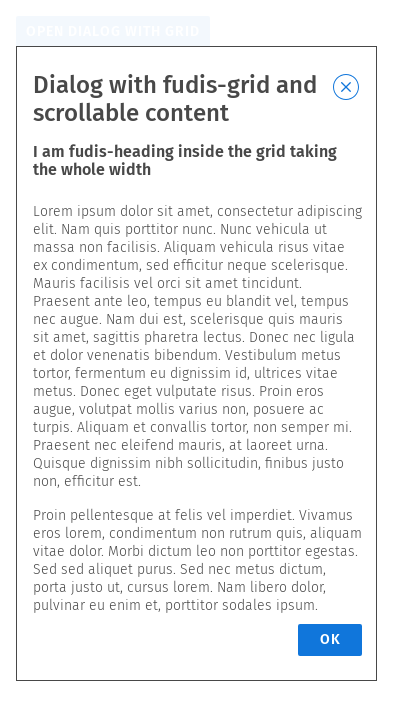 OPEN DIALOG WITH GRID
Dialog with fudis-grid and
scrollable content
I am fudis-heading inside the grid taking
the whole width
Lorem ipsum dolor sit amet, consectetur adipiscing
elit. Nam quis porttitor nunc. Nunc vehicula ut
massa non facilisis. Aliquam vehicula risus vitae
ex condimentum, sed efficitur neque scelerisque.
Mauris facilisis vel orci sit amet tincidunt.
Praesent ante leo, tempus eu blandit vel, tempus
nec augue. Nam dui est, scelerisque quis mauris
sit amet, sagittis pharetra lectus. Donec nec ligula
et dolor venenatis bibendum. Vestibulum metus
tortor, fermentum eu dignissim id, ultrices vitae
metus. Donec eget vulputate risus. Proin eros
augue, volutpat mollis varius non, posuere ac
turpis. Aliquam et convallis tortor, non semper mi.
Praesent nec eleifend mauris, at laoreet urna.
Quisque dignissim nibh sollicitudin, finibus justo
non, efficitur est.
Proin pellentesque at felis vel imperdiet. Vivamus
eros lorem, condimentum non rutrum quis, aliquam
vitae dolor. Morbi dictum leo non porttitor egestas.
Sed sed aliquet purus. Sed nec metus dictum,
porta justo ut, cursus lorem. Nam libero dolor,
pulvinar eu enim et, porttitor sodales ipsum.
OK